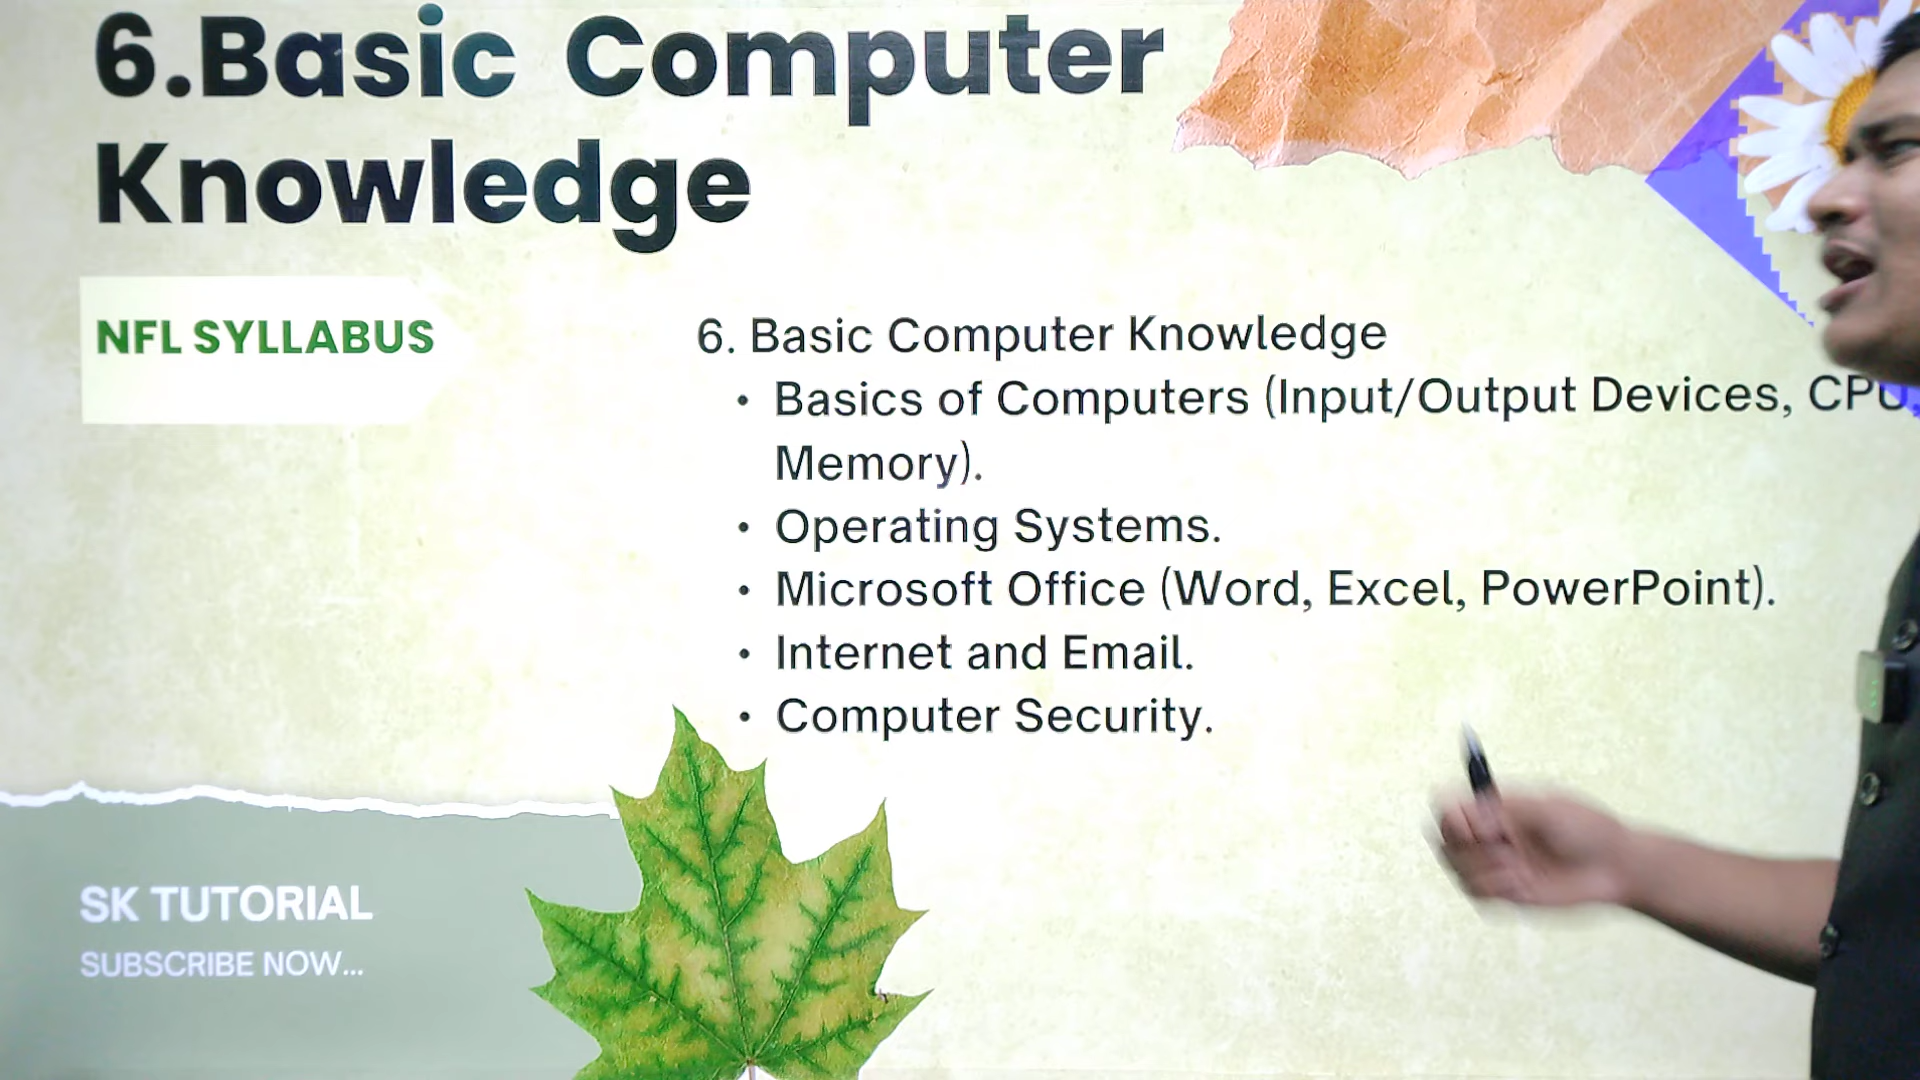 6.Basic Computer
Knowledge
NFL SYLLABUS
6. Basic Computer Knowledge
• Basics of Computers (Input/Output Devices, CPU,
Memory).
• Operating Systems.
• Microsoft Office (Word, Excel, PowerPoint).
• Internet and Email.
• Computer Security.
SK TUTORIAL
SUBSCRIBE NOW...